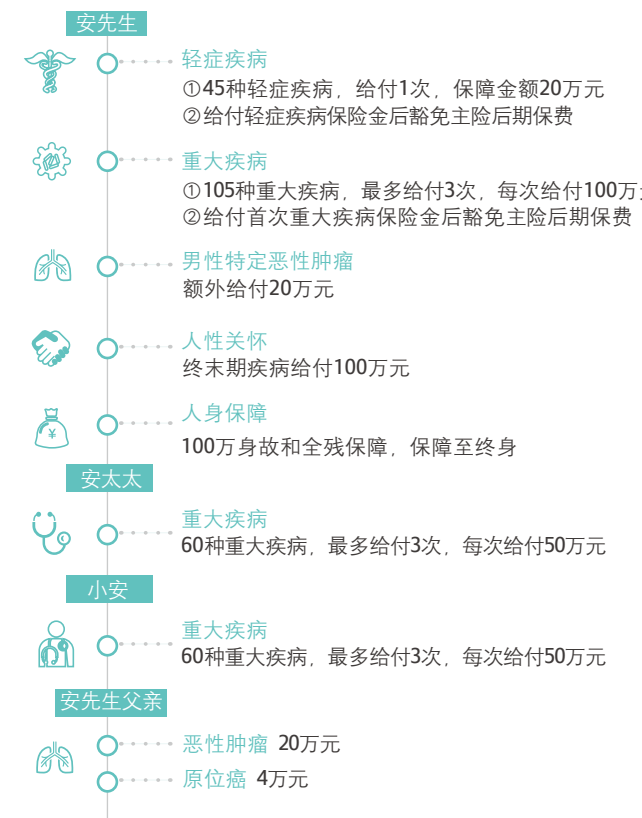 安先生
轻症疾病
①45种轻症疾病，给付1次，保障金额20万元
②给付轻症疾病保险金后豁免主险后期保费
重大疾病
①105种重大疾病，最多给付3次，每次给付100万
②给付首次重大疾病保险金后豁免主险后期保费
男性特定恶性肿瘤
额外给付20万元
人性关怀
终末期疾病给付100万元
¥
人身保障
100万身故和全残保障，保障至终身
安太太
重大疾病
60种重大疾病，最多给付3次，每次给付50万元
小安
重大疾病
60种重大疾病，最多给付3次，每次给付50万元
安先生父亲
恶性肿瘤 20万元
原位癌 4万元